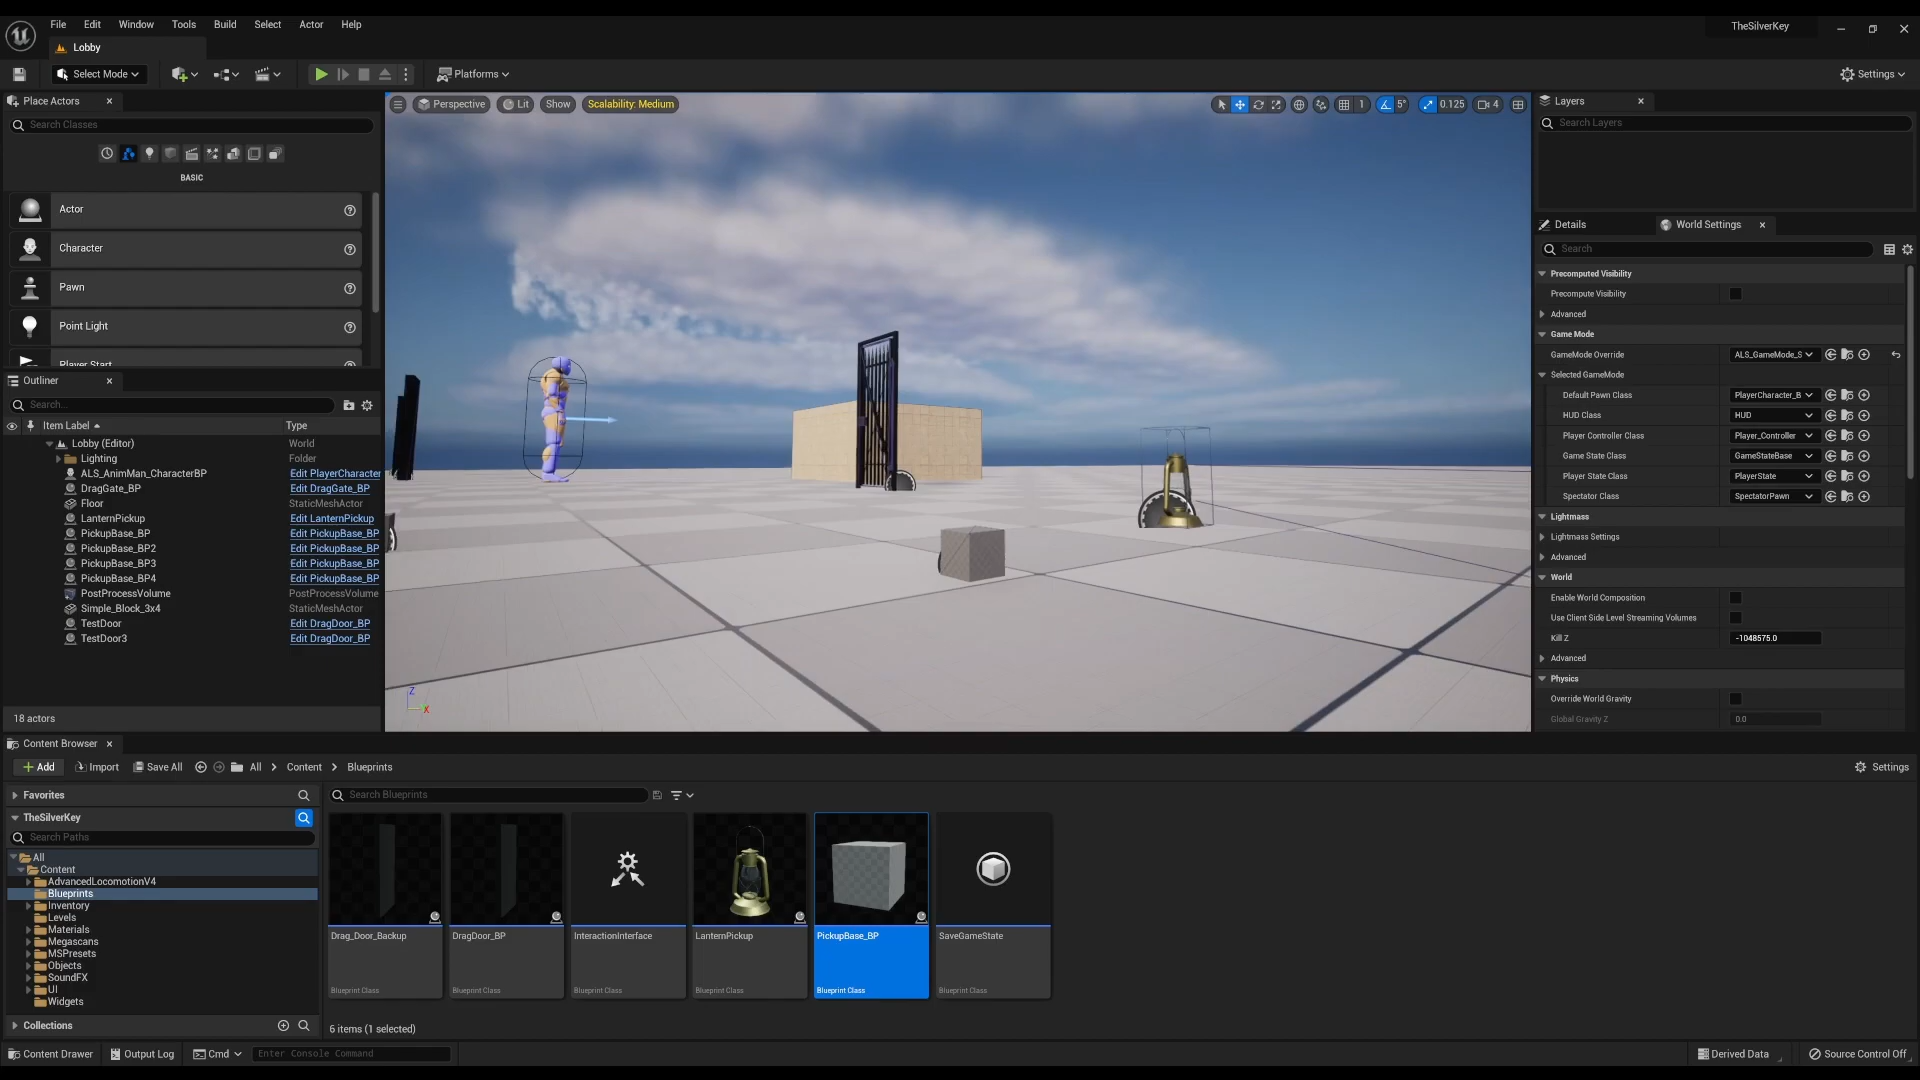 File Edit Window Tools Build Select Actor Help
TheSilverKey
Lobby
Select Mode
Platforms
Settings
Place Actors
Search Classes
BASIC
Actor
Character
Pawn
Point Light
Player Start
Perspective Lit Show Scalability: Medium
1 5° 0.125 4
Layers
Search Layers
Outliner
Search...
Item Label Type
Lobby (Editor) World
Lighting Folder
ALS_AnimMan_CharacterBP Edit PlayerCharacter
DragGate_BP Edit DragGate_BP
Floor StaticMeshActor
LanternPickup Edit LanternPickup
PickupBase_BP Edit PickupBase_BP
PickupBase_BP2 Edit PickupBase_BP
PickupBase_BP3 Edit PickupBase_BP
PickupBase_BP4 Edit PickupBase_BP
PostProcessVolume PostProcessVolume
Simple_Block_3x4 StaticMeshActor
TestDoor Edit DragDoor_BP
TestDoor3 Edit DragDoor_BP
18 actors
Z
X
Details World Settings
Search
Precomputed Visibility
Precompute Visibility
Advanced
Game Mode
GameMode Override ALS_GameMode_S
Selected GameMode
Default Pawn Class PlayerCharacter_B
HUD Class HUD
Player Controller Class Player_Controller
Game State Class GameStateBase
Player State Class PlayerState
Spectator Class SpectatorPawn
Lightmass
Lightmass Settings
Advanced
World
Enable World Composition
Use Client Side Level Streaming Volumes
Kill Z -1048575.0
Advanced
Physics
Override World Gravity
Global Gravity Z 0.0
Content Browser
Add Import Save All All Content Blueprints
Settings
Favorites
TheSilverKey
Search Paths
All
Content
AdvancedLocomotionV4
Blueprints
Inventory
Levels
Materials
Megascans
MSPresets
Objects
SoundFX
UI
Widgets
Collections
Search Blueprints
Drag_Door_Backup DragDoor_BP InteractionInterface LanternPickup PickupBase_BP SaveGameState
Blueprint Class Blueprint Class Blueprint Class Blueprint Class Blueprint Class Blueprint Class
6 items (1 selected)
Content Drawer Output Log Cmd Enter Console Command
Derived Data Source Control Off